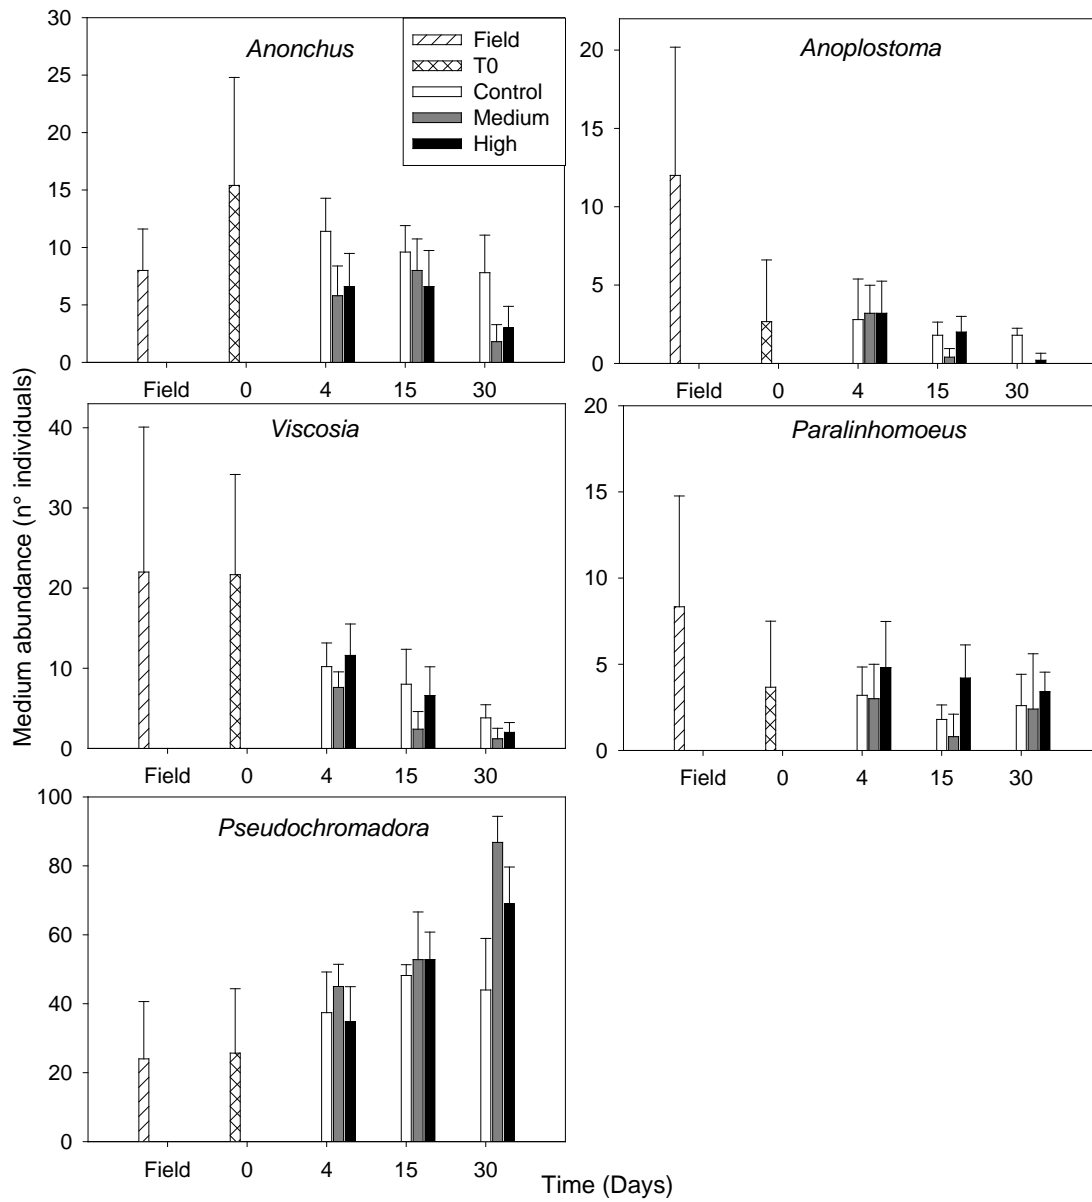 Medium abundance (n° individuals)
Anonchus
Field
T0
Control
Medium
High
30
25
20
15
10
5
0
Field 0 4 15 30
Anoplostoma
20
15
10
5
0
Field 0 4 15 30
Viscosia
40
30
20
10
0
Field 0 4 15 30
Paralinhomoeus
20
15
10
5
0
Field 0 4 15 30
Pseudochromadora
100
80
60
40
20
0
Field 0 4 15 30
Time (Days)